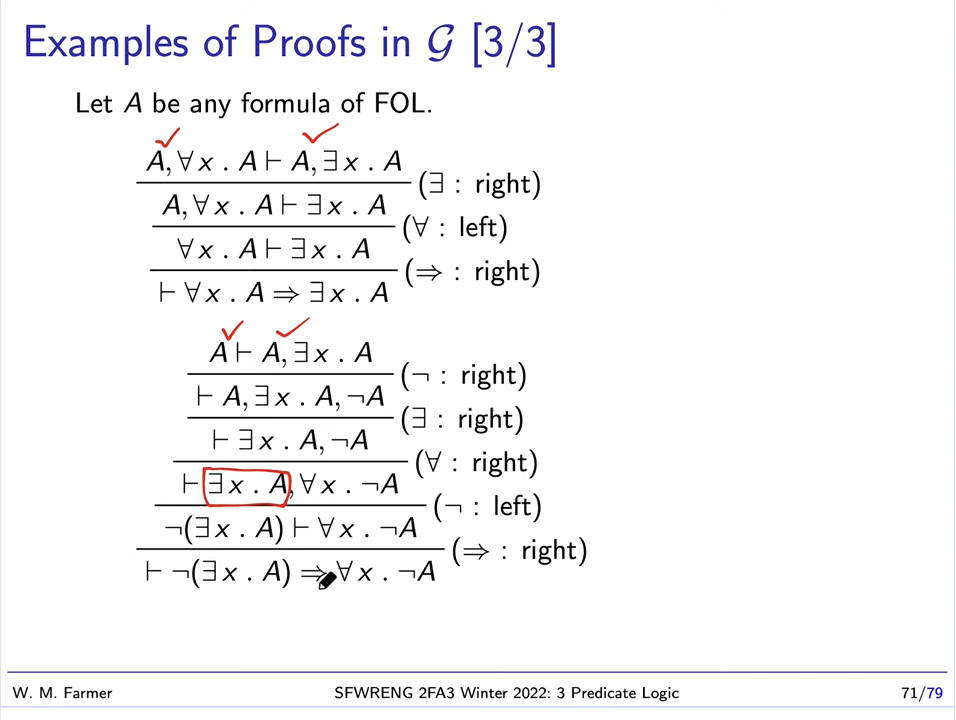 Examples of Proofs in 𝒢 [3/3]
Let A be any formula of FOL.
A, ∀ x . A ⊢ A, ∃ x . A
(∃ : right)
A, ∀ x . A ⊢ ∃ x . A
(∀ : left)
∀ x . A ⊢ ∃ x . A
(⇒ : right)
⊢ ∀ x . A ⇒ ∃ x . A
A ⊢ A, ∃ x . A
(¬ : right)
⊢ A, ∃ x . A, ¬A
(∃ : right)
⊢ ∃ x . A, ¬A
(∀ : right)
⊢ ∃ x . A, ∀ x . ¬A
(¬ : left)
¬(∃ x . A) ⊢ ∀ x . ¬A
(⇒ : right)
⊢ ¬(∃ x . A) ⇒ ∀ x . ¬A
W. M. Farmer SFWRENG 2FA3 Winter 2022: 3 Predicate Logic 71/79